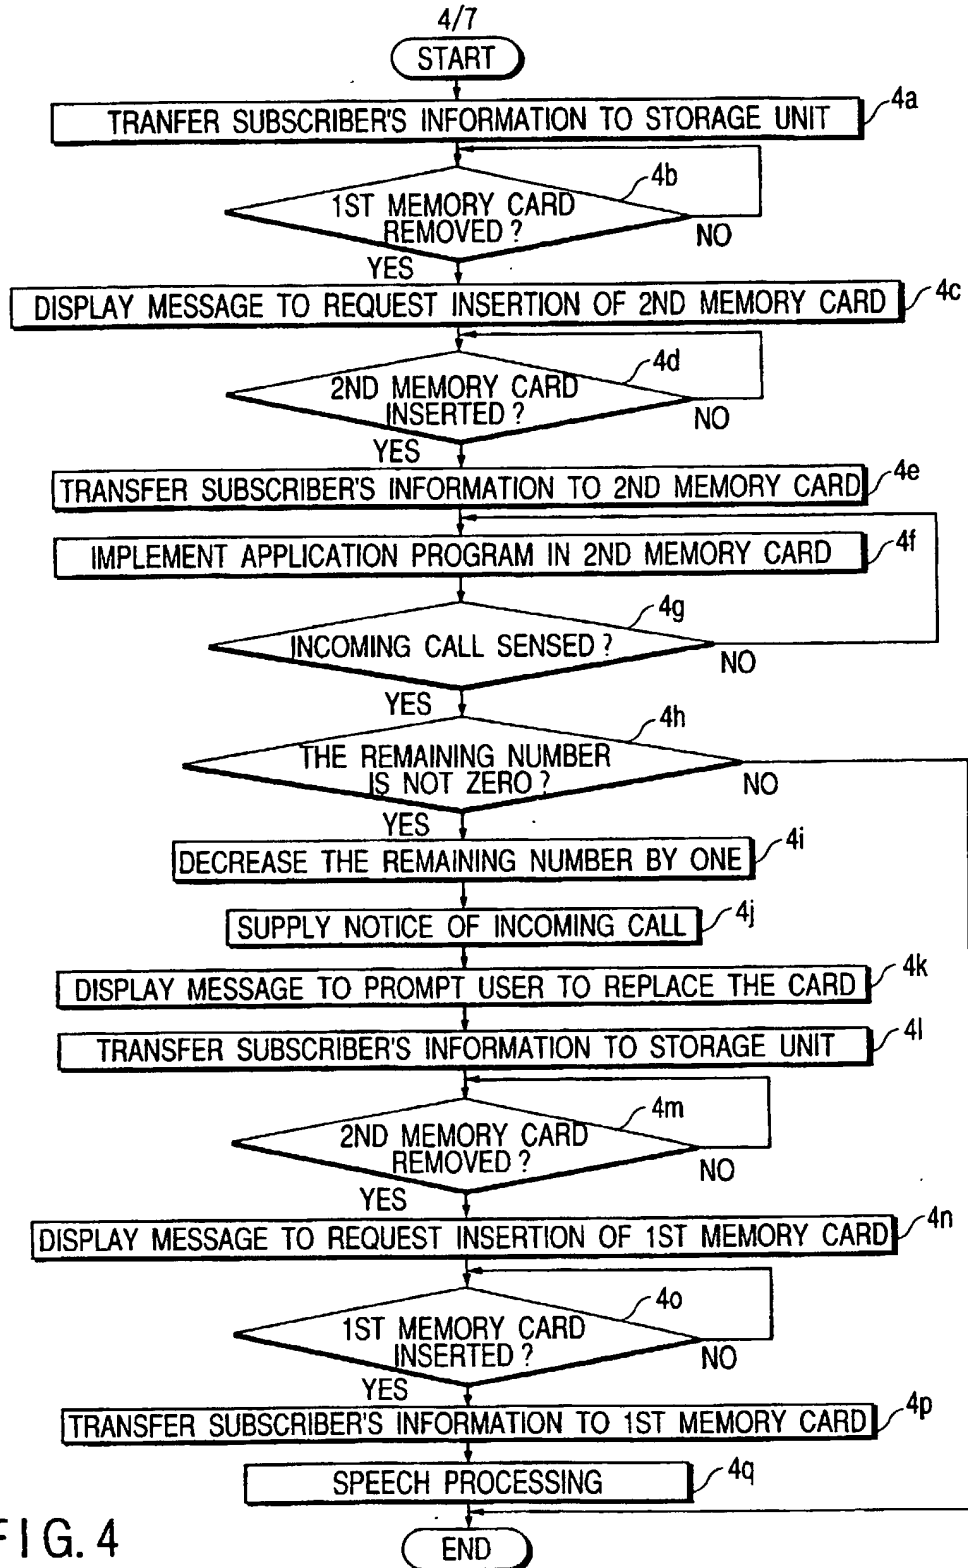 4/7
START
TRANFER SUBSCRIBER'S INFORMATION TO STORAGE UNIT
4a
1ST MEMORY CARD
REMOVED ?
4b
NO
YES
DISPLAY MESSAGE TO REQUEST INSERTION OF 2ND MEMORY CARD
4c
2ND MEMORY CARD
INSERTED ?
4d
NO
YES
TRANSFER SUBSCRIBER'S INFORMATION TO 2ND MEMORY CARD
4e
IMPLEMENT APPLICATION PROGRAM IN 2ND MEMORY CARD
4f
INCOMING CALL SENSED ?
4g
NO
YES
THE REMAINING NUMBER
IS NOT ZERO ?
4h
NO
YES
DECREASE THE REMAINING NUMBER BY ONE
4i
SUPPLY NOTICE OF INCOMING CALL
4j
DISPLAY MESSAGE TO PROMPT USER TO REPLACE THE CARD
4k
TRANSFER SUBSCRIBER'S INFORMATION TO STORAGE UNIT
4l
2ND MEMORY CARD
REMOVED ?
4m
NO
YES
DISPLAY MESSAGE TO REQUEST INSERTION OF 1ST MEMORY CARD
4n
1ST MEMORY CARD
INSERTED ?
4o
NO
YES
TRANSFER SUBSCRIBER'S INFORMATION TO 1ST MEMORY CARD
4p
SPEECH PROCESSING
4q
END
FIG. 4